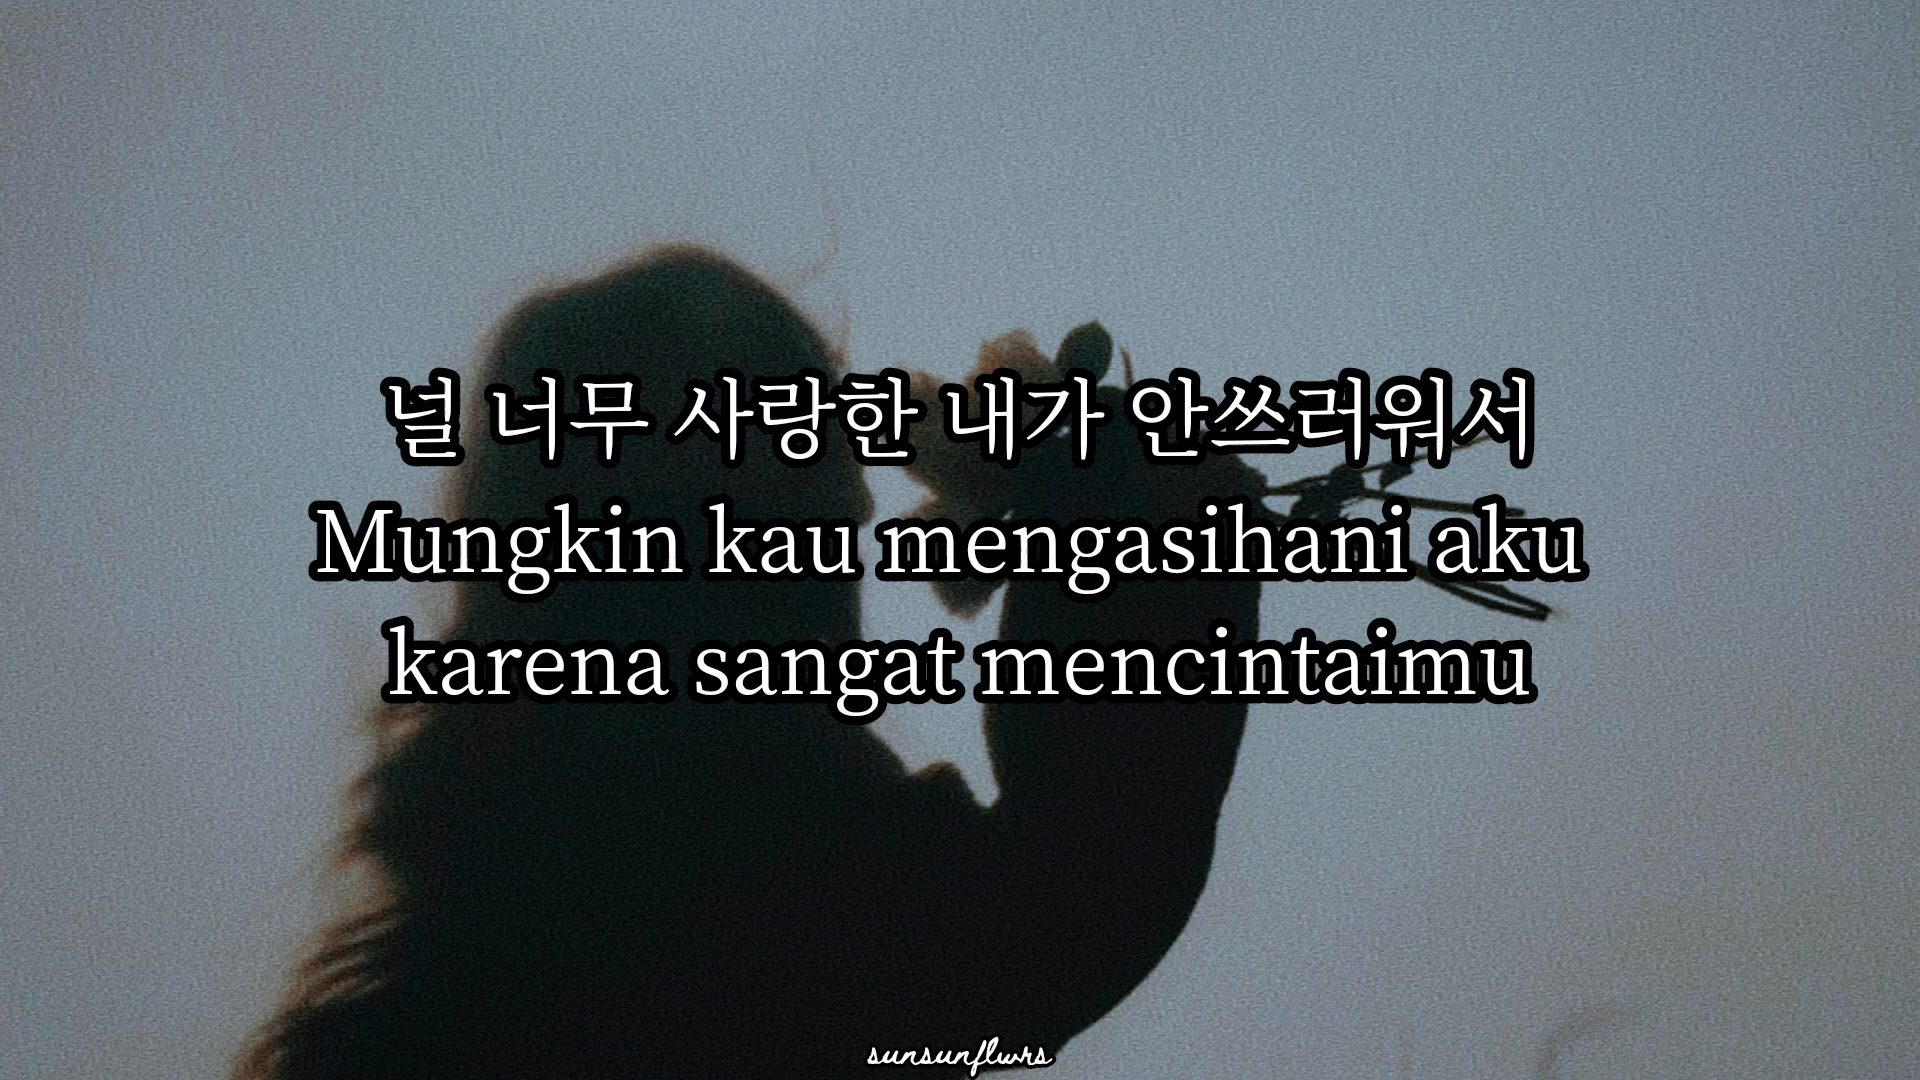 널 너무 사랑한 내가 안쓰러워서
Mungkin kau mengasihani aku
karena sangat mencintaimu
sunsunflwrs